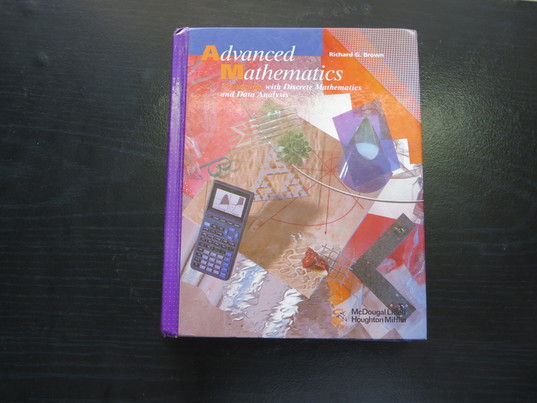 Advanced
Richard G. Brown
Mathematics
with Discrete Mathematics
and Data Analysis
McDougal Littell
Houghton Mifflin